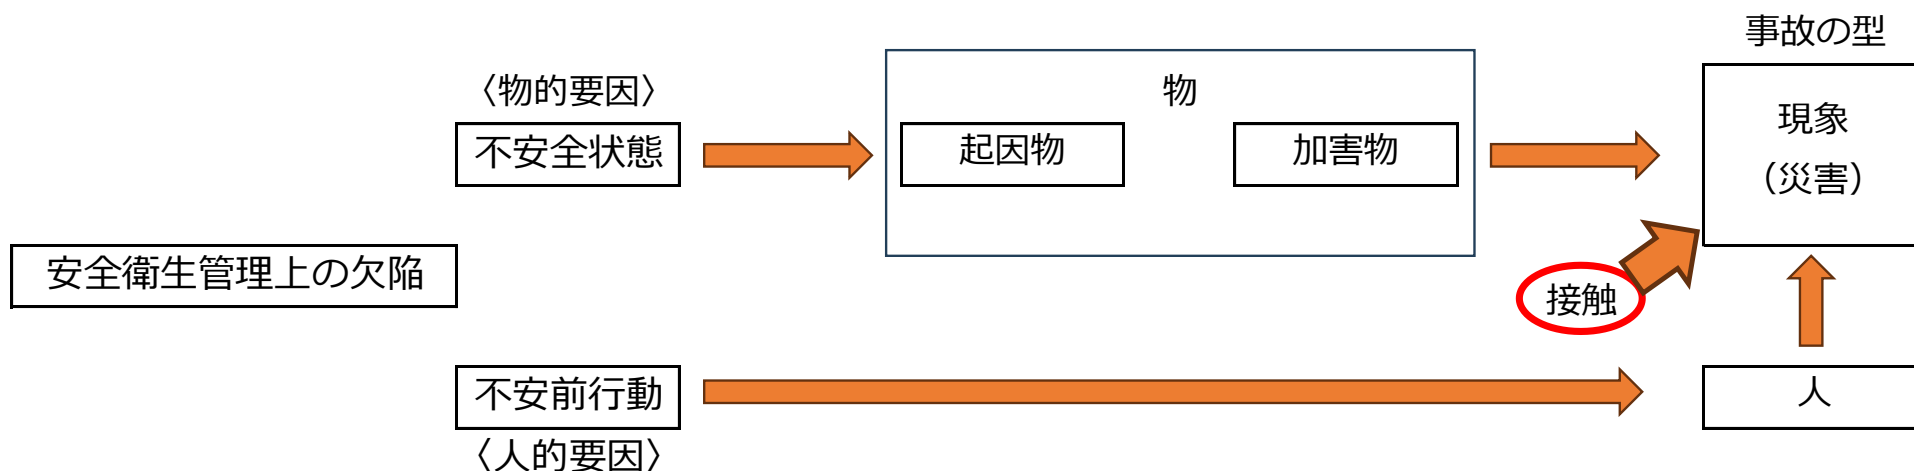 事故の型
〈物的要因〉
物
現象
（災害）
不安全状態
起因物
加害物
安全衛生管理上の欠陥
接触
不安前行動
人
〈人的要因〉